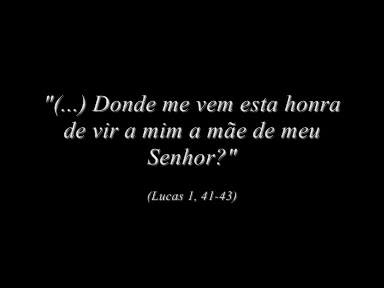 "(...) Donde me vem esta honra
de vir a mim a mãe de meu
Senhor?"
(Lucas 1, 41-43)